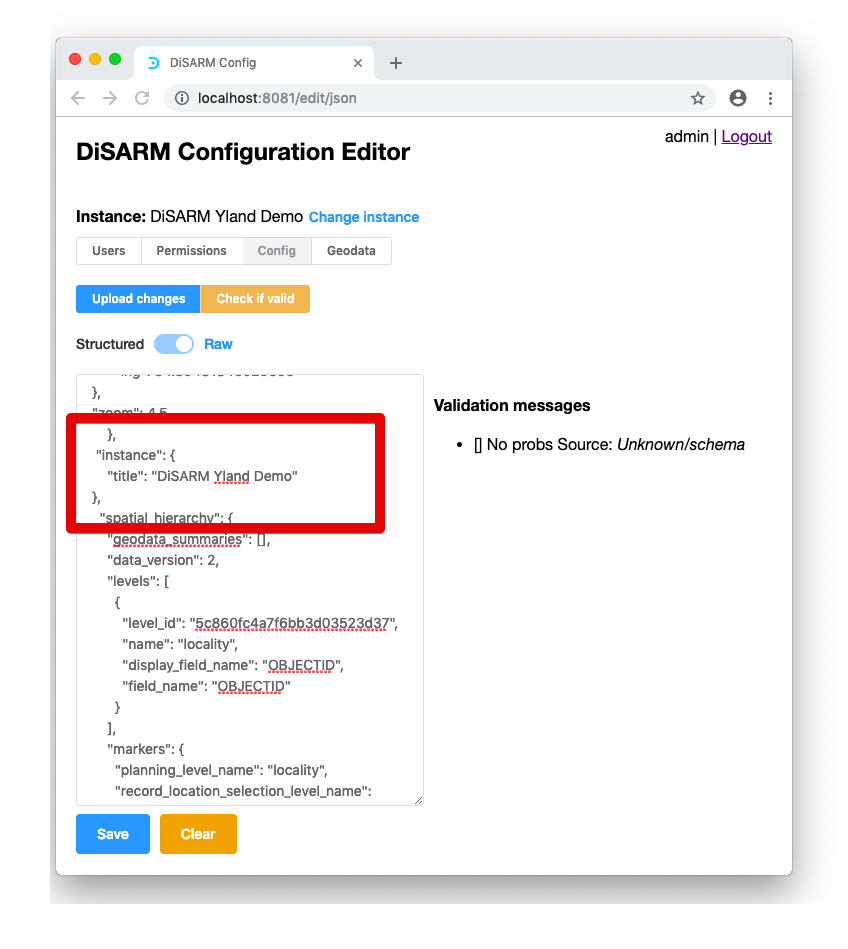 DiSARM Config
localhost:8081/edit/json
admin | Logout
DiSARM Configuration Editor
Instance: DiSARM Yland Demo Change instance
Users Permissions Config Geodata
Upload changes Check if valid
Structured Raw
},
"zoom": 4.5
},
"instance": {
"title": "DiSARM Yland Demo"
},
"spatial_hierarchy": {
"geodata_summaries": [],
"data_version": 2,
"levels": [
{
"level_id": "5c860fc4a7f6bb3d03523d37",
"name": "locality",
"display_field_name": "OBJECTID",
"field_name": "OBJECTID"
}
],
"markers": {
"planning_level_name": "locality",
"record_location_selection_level_name":
Validation messages
• [] No probs Source: Unknown/schema
Save Clear